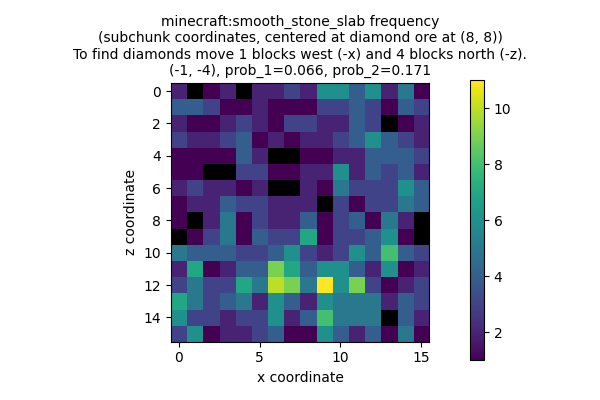 minecraft:smooth_stone_slab frequency
(subchunk coordinates, centered at diamond ore at (8, 8))
To find diamonds move 1 blocks west (-x) and 4 blocks north (-z).
(-1, -4), prob_1=0.066, prob_2=0.171
0
2
4
6
8
10
12
14
z coordinate
0 5 10 15
x coordinate
10
8
6
4
2